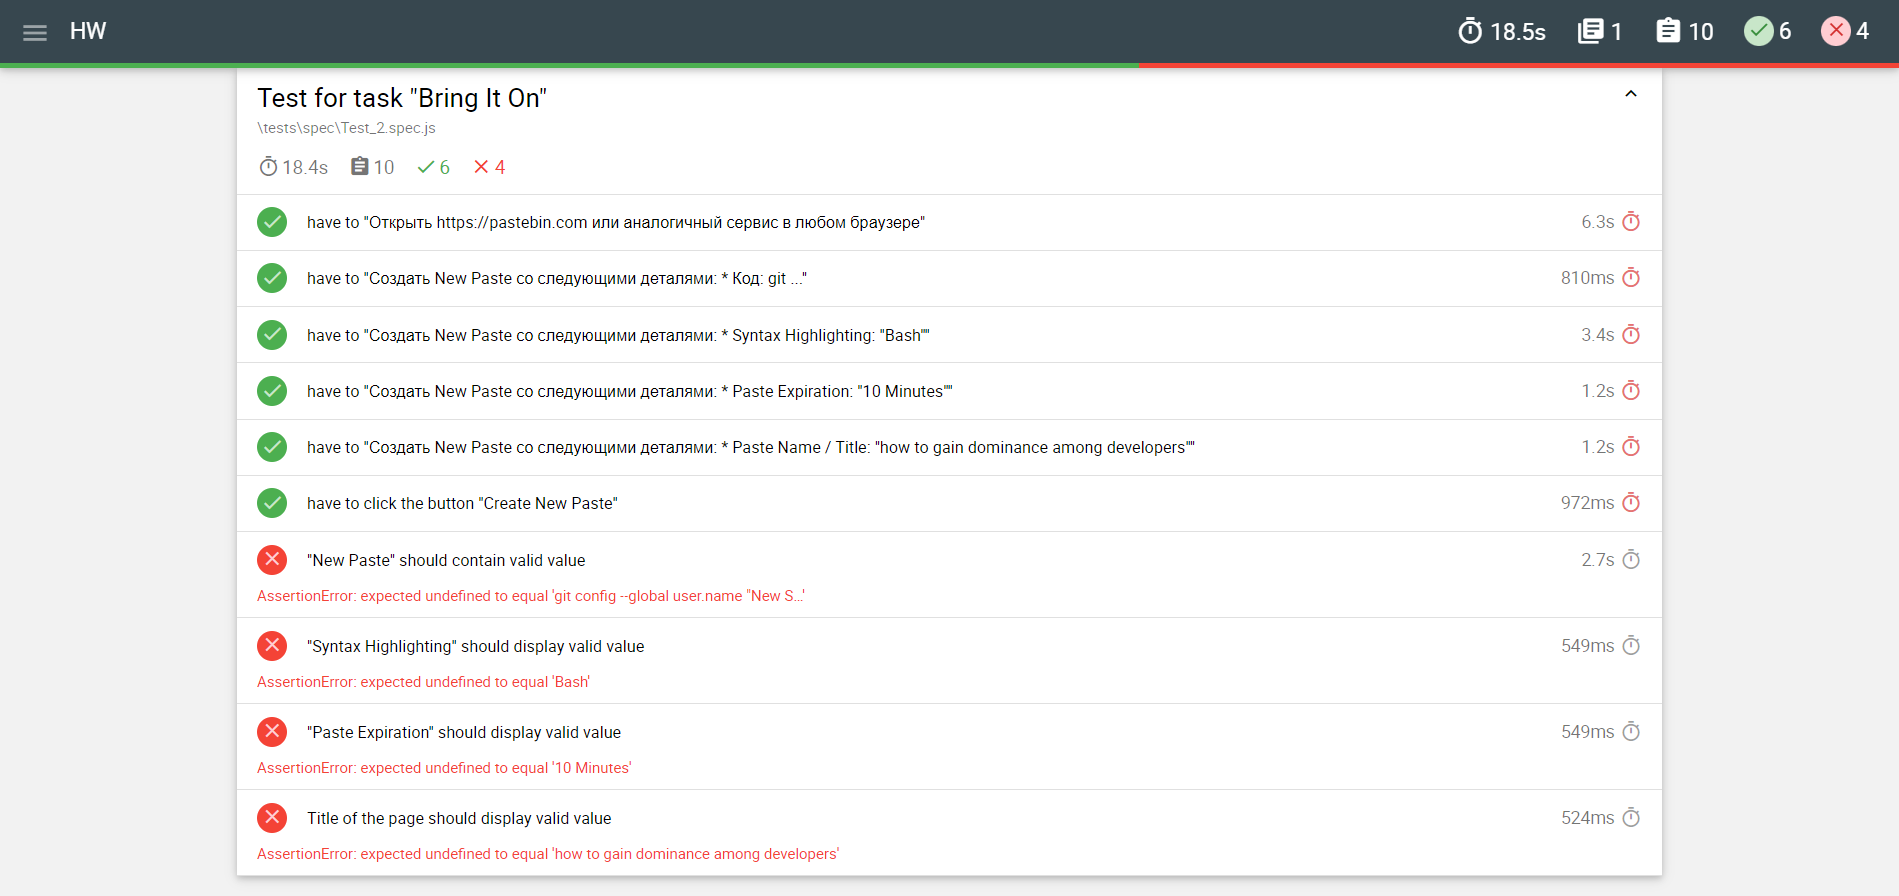 HW
18.5s 1 10 6 4
Test for task "Bring It On"
\tests\spec\Test_2.spec.js
18.4s 10 6 4
have to "Открыть https://pastebin.com или аналогичный сервис в любом браузере" 6.3s
have to "Создать New Paste со следующими деталями: * Код: git ..." 810ms
have to "Создать New Paste со следующими деталями: * Syntax Highlighting: "Bash"" 3.4s
have to "Создать New Paste со следующими деталями: * Paste Expiration: "10 Minutes"" 1.2s
have to "Создать New Paste со следующими деталями: * Paste Name / Title: "how to gain dominance among developers"" 1.2s
have to click the button "Create New Paste" 972ms
"New Paste" should contain valid value 2.7s
AssertionError: expected undefined to equal 'git config --global user.name "New S...'
"Syntax Highlighting" should display valid value 549ms
AssertionError: expected undefined to equal 'Bash'
"Paste Expiration" should display valid value 549ms
AssertionError: expected undefined to equal '10 Minutes'
Title of the page should display valid value 524ms
AssertionError: expected undefined to equal 'how to gain dominance among developers'